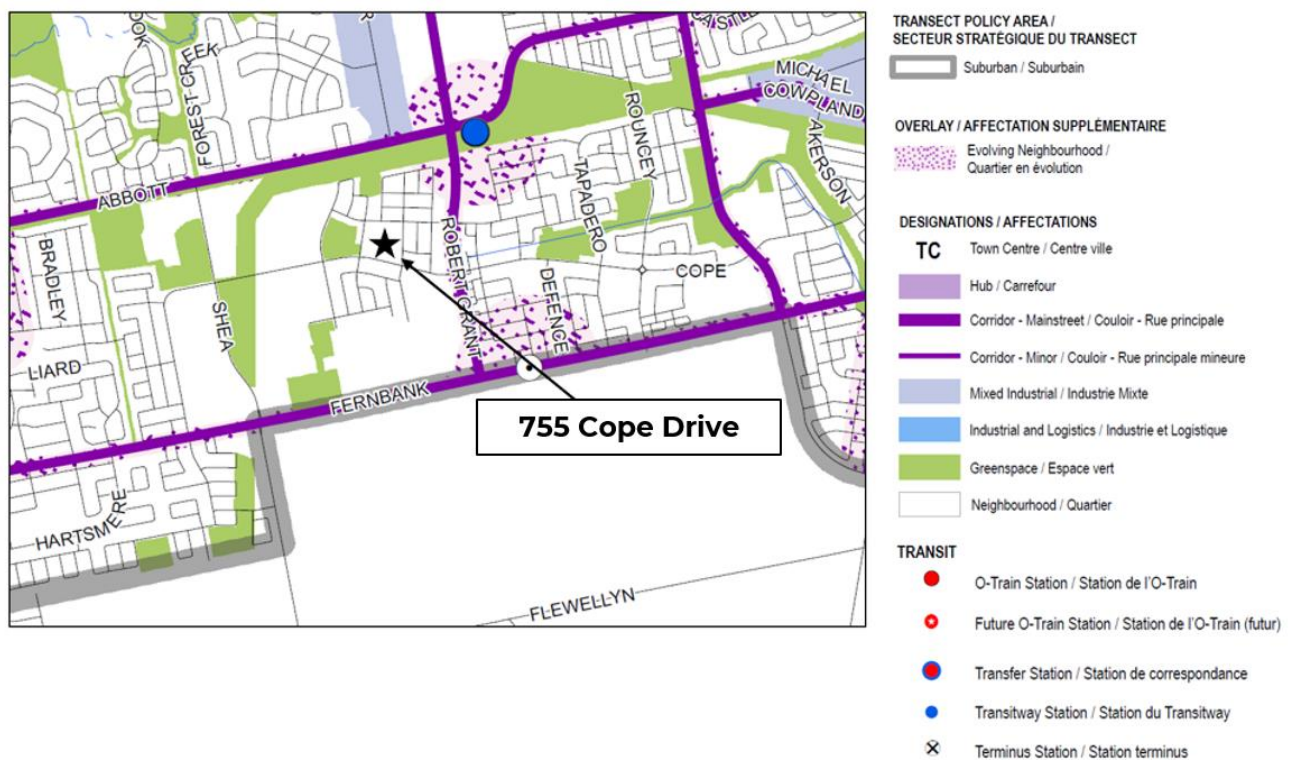 FOREST CREEK
MICHAEL
COWPLAND
ROUNCEY
AKERSON
ABBOTT
TAPADERO
BRADLEY
ROBERT GRANT
COPE
DEFENCE
SHEA
LIARD
FERNBANK
755 Cope Drive
HARTSMERE
FLEWELLYN
TRANSECT POLICY AREA /
SECTEUR STRATÉGIQUE DU TRANSECT
Suburban / Suburbain
OVERLAY / AFFECTATION SUPPLÉMENTAIRE
Evolving Neighbourhood /
Quartier en évolution
DESIGNATIONS / AFFECTATIONS
TC Town Centre / Centre ville
Hub / Carrefour
Corridor - Mainstreet / Couloir - Rue principale
Corridor - Minor / Couloir - Rue principale mineure
Mixed Industrial / Industrie Mixte
Industrial and Logistics / Industrie et Logistique
Greenspace / Espace vert
Neighbourhood / Quartier
TRANSIT
O-Train Station / Station de l'O-Train
Future O-Train Station / Station de l'O-Train (futur)
Transfer Station / Station de correspondance
Transitway Station / Station du Transitway
Terminus Station / Station terminus